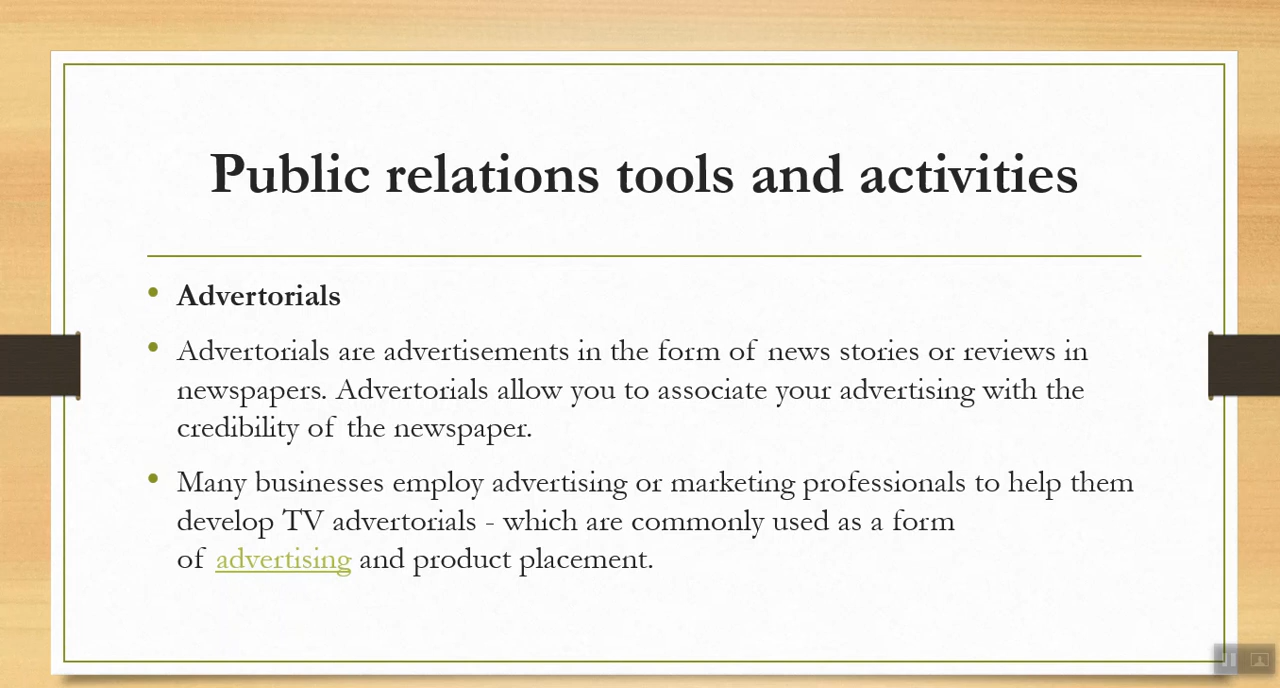 Public relations tools and activities
Advertorials
Advertorials are advertisements in the form of news stories or reviews in
newspapers. Advertorials allow you to associate your advertising with the
credibility of the newspaper.
Many businesses employ advertising or marketing professionals to help them
develop TV advertorials - which are commonly used as a form
of advertising and product placement.